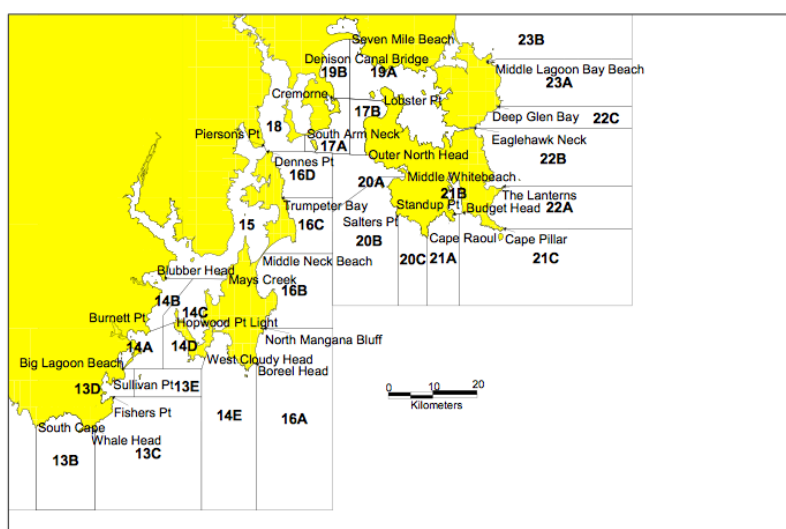 Seven Mile Beach
23B
Denison Canal Bridge
19B
19A
Middle Lagoon Bay Beach
23A
Cremorne
17B
Lobster Pt
Deep Glen Bay
22C
18
Piersons Pt
South Arm Neck
17A
Eaglehawk Neck
Outer North Head
22B
Dennes Pt
16D
20A
Middle Whitebeach
21B
The Lanterns
Trumpeter Bay
Standup Pt
Budget Head
22A
15
16C
Salters Pt
20B
Cape Raoul
Cape Pillar
20C
21A
21C
Middle Neck Beach
Blubber Head
Mays Creek
16B
14B
14C
Burnett Pt
Hopwood Pt Light
North Mangana Bluff
14A
14D
Big Lagoon Beach
West Cloudy Head
Boreel Head
13D
Sullivan Pt
13E
0
10
20
Kilometers
Fishers Pt
14E
16A
South Cape
Whale Head
13B
13C